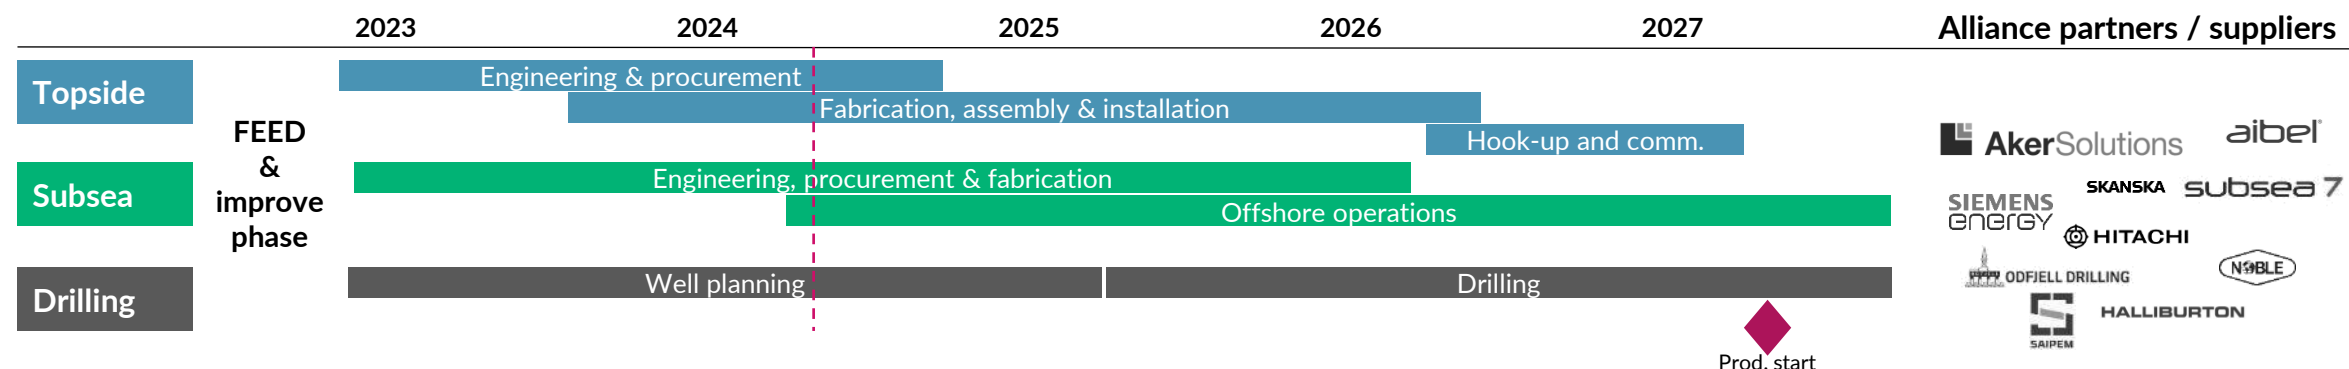 2023 2024 2025 2026 2027 Alliance partners / suppliers
Topside
Engineering & procurement
Fabrication, assembly & installation
Hook-up and comm.
FEED
&
improve
phase
Subsea
Engineering, procurement & fabrication
Offshore operations
Drilling
Well planning
Drilling
Prod. start
AkerSolutions
aibel
SKANSKA
subsea 7
SIEMENS
energy
HITACHI
ODFJELL DRILLING
NOBLE
HALLIBURTON
SAIPEM